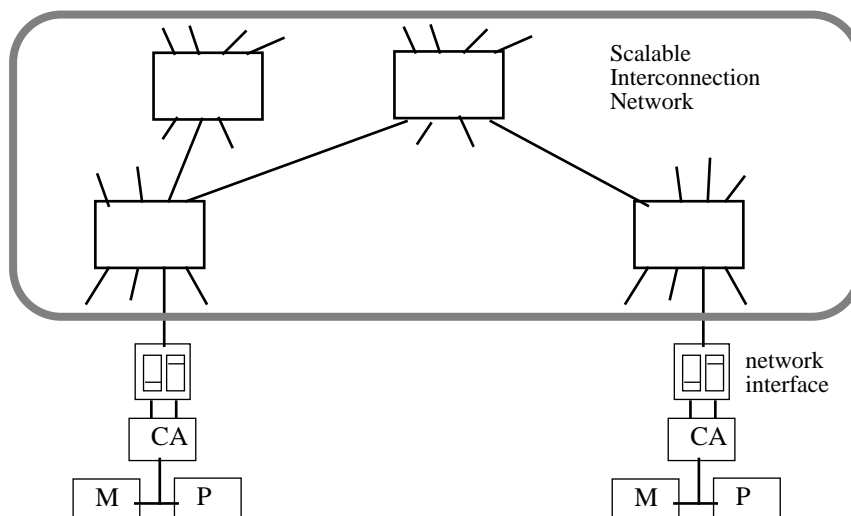 Scalable
Interconnection
Network
network
interface
CA
CA
M
P
M
P